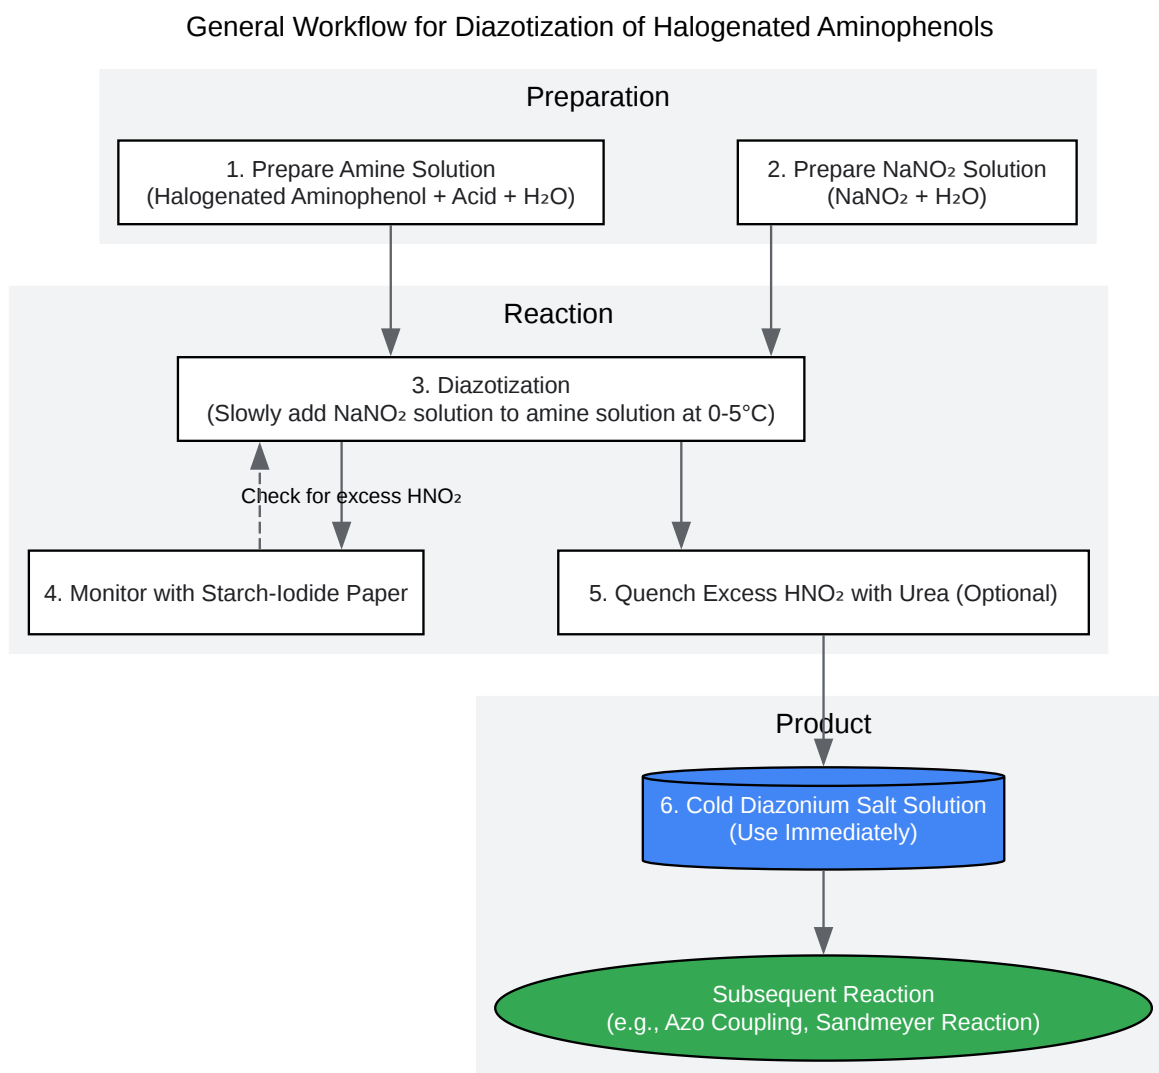 General Workflow for Diazotization of Halogenated Aminophenols
Preparation
1. Prepare Amine Solution
(Halogenated Aminophenol + Acid + H₂O)
2. Prepare NaNO₂ Solution
(NaNO₂ + H₂O)
Reaction
3. Diazotization
(Slowly add NaNO₂ solution to amine solution at 0-5°C)
Check for excess HNO₂
4. Monitor with Starch-Iodide Paper
5. Quench Excess HNO₂ with Urea (Optional)
Product
6. Cold Diazonium Salt Solution
(Use Immediately)
Subsequent Reaction
(e.g., Azo Coupling, Sandmeyer Reaction)